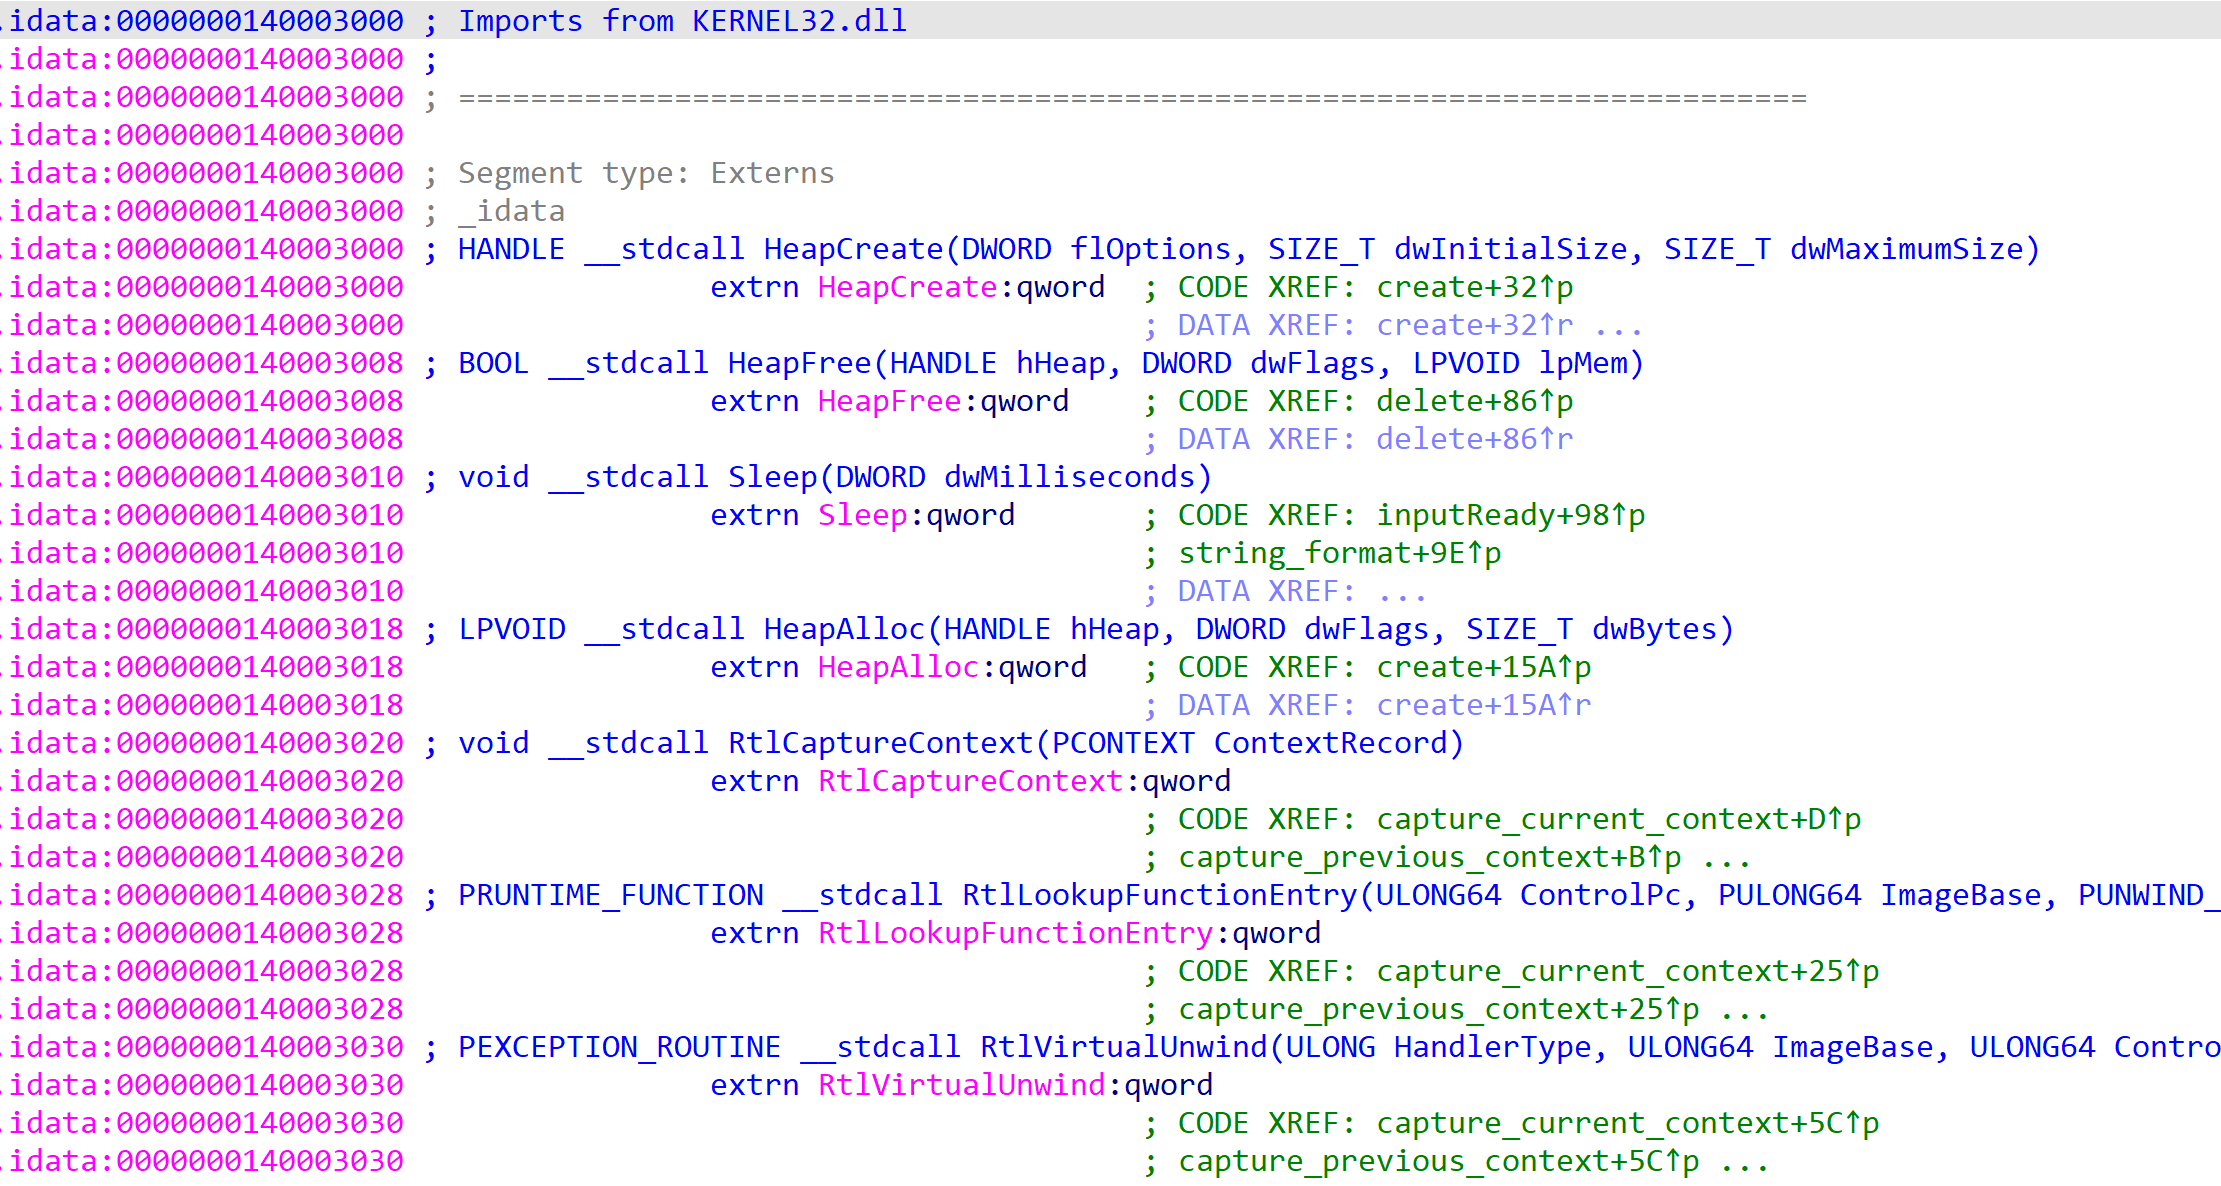 .idata:0000000140003000 ; Imports from KERNEL32.dll
.idata:0000000140003000 ;
.idata:0000000140003000 ; ===========================================================================
.idata:0000000140003000
.idata:0000000140003000 ; Segment type: Externs
.idata:0000000140003000 ; _idata
.idata:0000000140003000 ; HANDLE __stdcall HeapCreate(DWORD flOptions, SIZE_T dwInitialSize, SIZE_T dwMaximumSize)
.idata:0000000140003000                 extrn HeapCreate:qword  ; CODE XREF: create+32↑p
.idata:0000000140003000                                         ; DATA XREF: create+32↑r ...
.idata:0000000140003008 ; BOOL __stdcall HeapFree(HANDLE hHeap, DWORD dwFlags, LPVOID lpMem)
.idata:0000000140003008                 extrn HeapFree:qword    ; CODE XREF: delete+86↑p
.idata:0000000140003008                                         ; DATA XREF: delete+86↑r
.idata:0000000140003010 ; void __stdcall Sleep(DWORD dwMilliseconds)
.idata:0000000140003010                 extrn Sleep:qword       ; CODE XREF: inputReady+98↑p
.idata:0000000140003010                                         ; string_format+9E↑p
.idata:0000000140003010                                         ; DATA XREF: ...
.idata:0000000140003018 ; LPVOID __stdcall HeapAlloc(HANDLE hHeap, DWORD dwFlags, SIZE_T dwBytes)
.idata:0000000140003018                 extrn HeapAlloc:qword   ; CODE XREF: create+15A↑p
.idata:0000000140003018                                         ; DATA XREF: create+15A↑r
.idata:0000000140003020 ; void __stdcall RtlCaptureContext(PCONTEXT ContextRecord)
.idata:0000000140003020                 extrn RtlCaptureContext:qword
.idata:0000000140003020                                         ; CODE XREF: capture_current_context+D↑p
.idata:0000000140003020                                         ; capture_previous_context+B↑p ...
.idata:0000000140003028 ; PRUNTIME_FUNCTION __stdcall RtlLookupFunctionEntry(ULONG64 ControlPc, PULONG64 ImageBase, PUNWIND_
.idata:0000000140003028                 extrn RtlLookupFunctionEntry:qword
.idata:0000000140003028                                         ; CODE XREF: capture_current_context+25↑p
.idata:0000000140003028                                         ; capture_previous_context+25↑p ...
.idata:0000000140003030 ; PEXCEPTION_ROUTINE __stdcall RtlVirtualUnwind(ULONG HandlerType, ULONG64 ImageBase, ULONG64 Contro
.idata:0000000140003030                 extrn RtlVirtualUnwind:qword
.idata:0000000140003030                                         ; CODE XREF: capture_current_context+5C↑p
.idata:0000000140003030                                         ; capture_previous_context+5C↑p ...